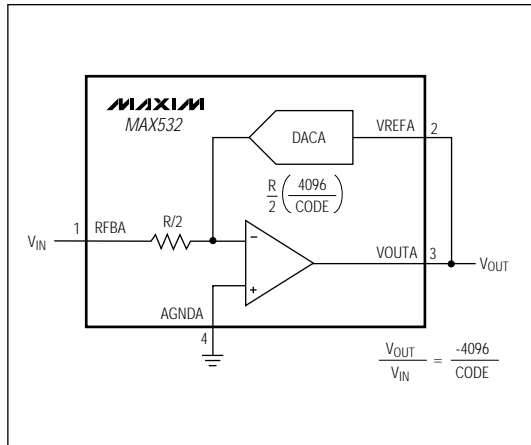 MAXIM
MAX532
DACA
VREFA 2
R/2 (4096/CODE)
1 RFBA R/2
VIN
−
+
VOUTA 3
VOUT
AGNDA
4
VOUT/VIN = -4096/CODE